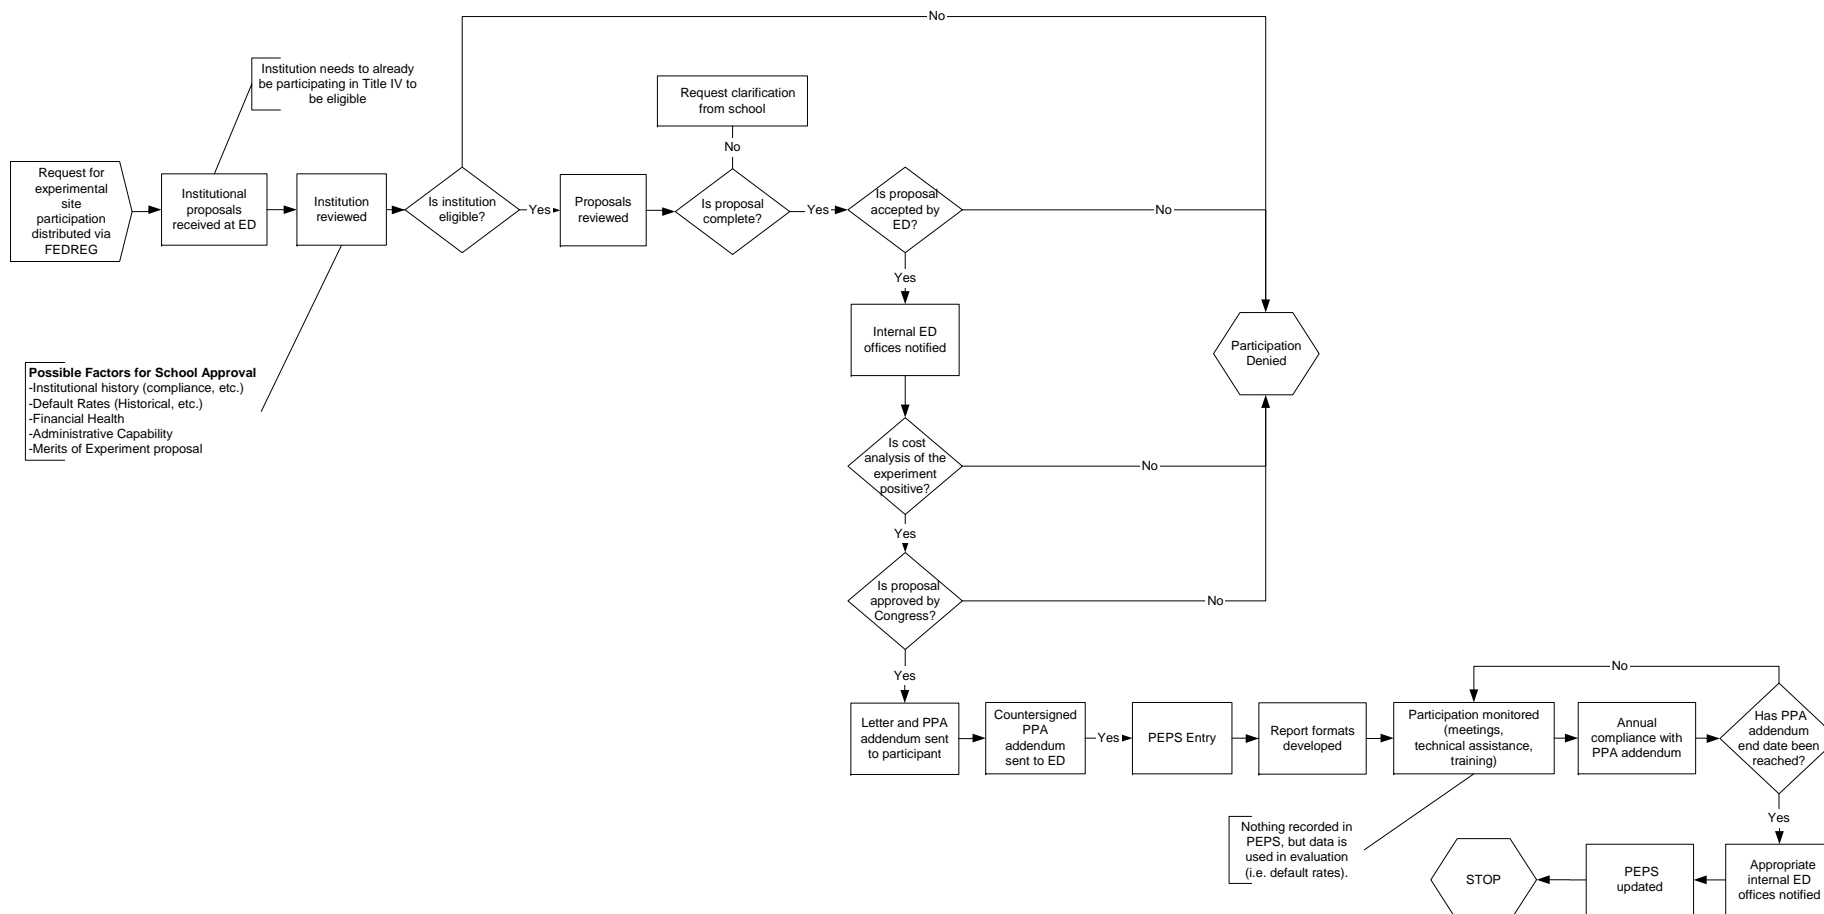 No
Institution needs to already
be participating in Title IV to
be eligible
Request clarification
from school
No
Request for
experimental
site
participation
distributed via
FEDREG
Institutional
proposals
received at ED
Institution
reviewed
Is institution
eligible?
Yes
Proposals
reviewed
Is proposal
complete?
Yes
Is proposal
accepted by
ED?
No
Yes
Internal ED
offices notified
Participation
Denied
Possible Factors for School Approval
-Institutional history (compliance, etc.)
-Default Rates (Historical, etc.)
-Financial Health
-Administrative Capability
-Merits of Experiment proposal
Is cost
analysis of the
experiment
positive?
No
Yes
Is proposal
approved by
Congress?
No
Yes
Letter and PPA
addendum sent
to participant
Countersigned
PPA
addendum
sent to ED
Yes
PEPS Entry
Report formats
developed
Participation monitored
(meetings,
technical assistance,
training)
Annual
compliance with
PPA addendum
Has PPA
addendum
end date been
reached?
No
Yes
Nothing recorded in
PEPS, but data is
used in evaluation
(i.e. default rates).
STOP
PEPS
updated
Appropriate
internal ED
offices notified